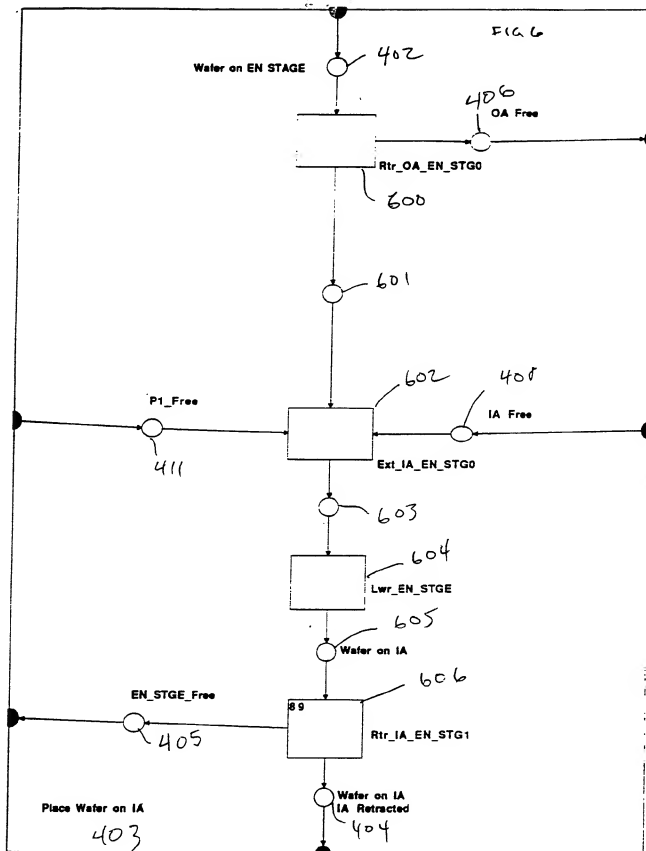 FIG 6
402
Wafer on EN STAGE
406
OA Free
Rtr_OA_EN_STG0
600
601
602
408
P1_Free
IA Free
411
Ext_IA_EN_STG0
603
604
Lwr_EN_STGE
605
Wafer on IA
606
EN_STGE_Free
89
Rtr_IA_EN_STG1
405
Wafer on IA
IA Retracted
Place Wafer on IA
403
404